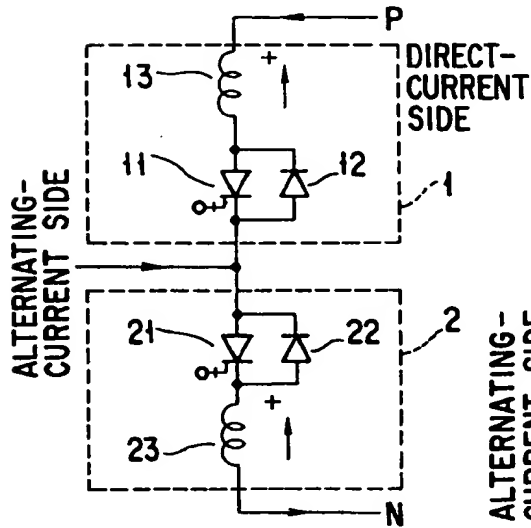 P
DIRECT-
CURRENT
SIDE
13
+
11
12
1
ALTERNATING-
CURRENT SIDE
21
22
2
+
23
N
ALTERNATING-
CURRENT SIDE